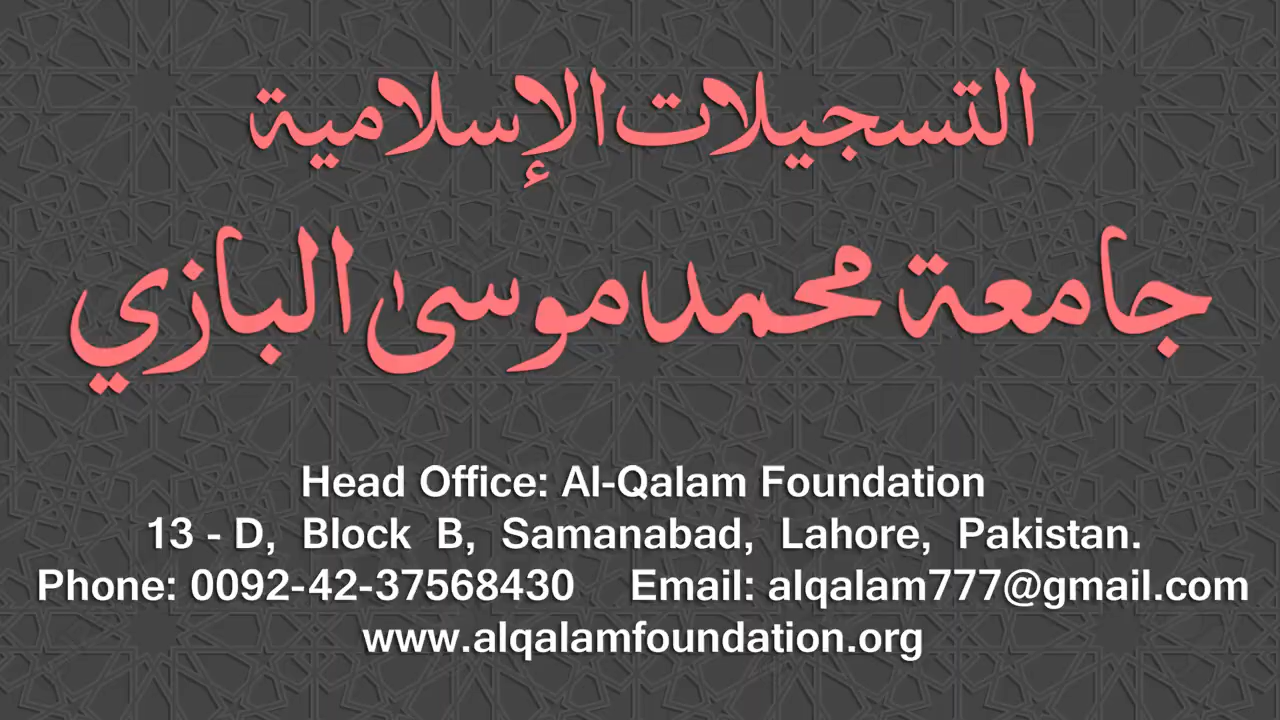 التسجيلات الإسلامية
جامعة محمد موسىٰ البازي
Head Office: Al-Qalam Foundation
13 - D, Block B, Samanabad, Lahore, Pakistan.
Phone: 0092-42-37568430 Email: alqalam777@gmail.com
www.alqalamfoundation.org